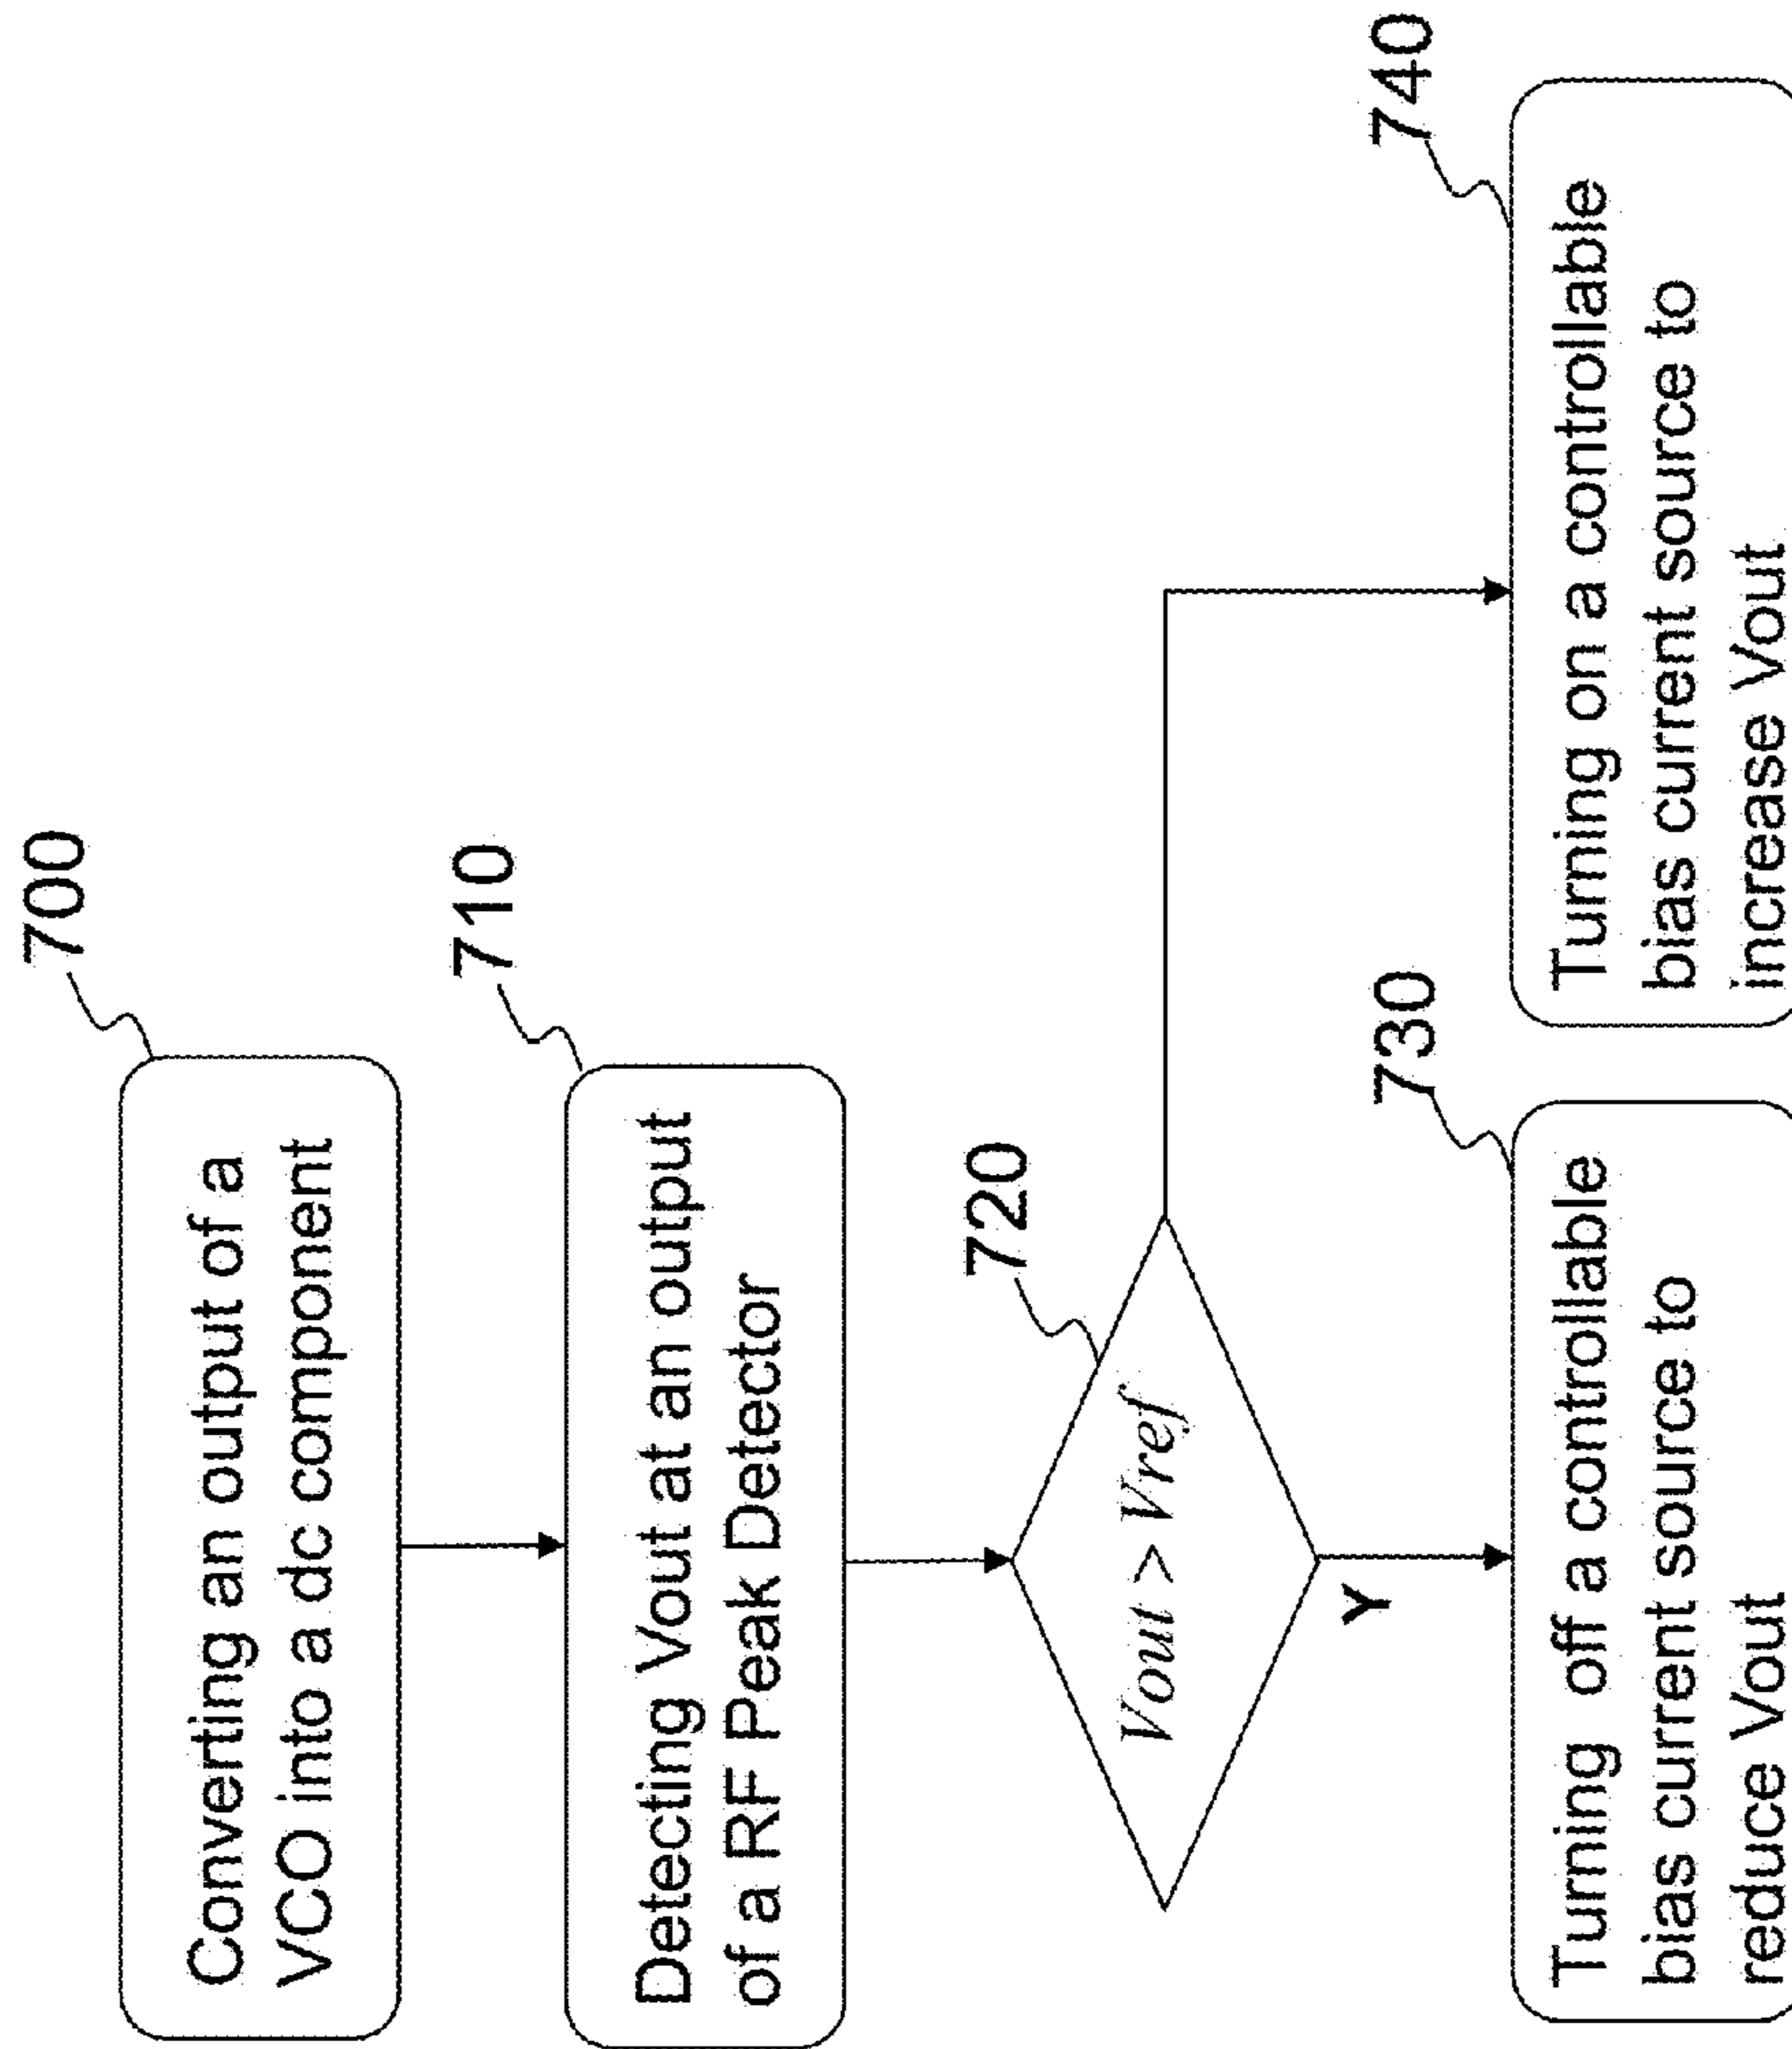 700
Converting an output of a
VCO into a dc component
710
Detecting Vout at an output
of a RF Peak Detector
720
Vout > Vref
Y
730
Turning off a controllable
bias current source to
reduce Vout
740
Turning on a controllable
bias current source to
increase Vout